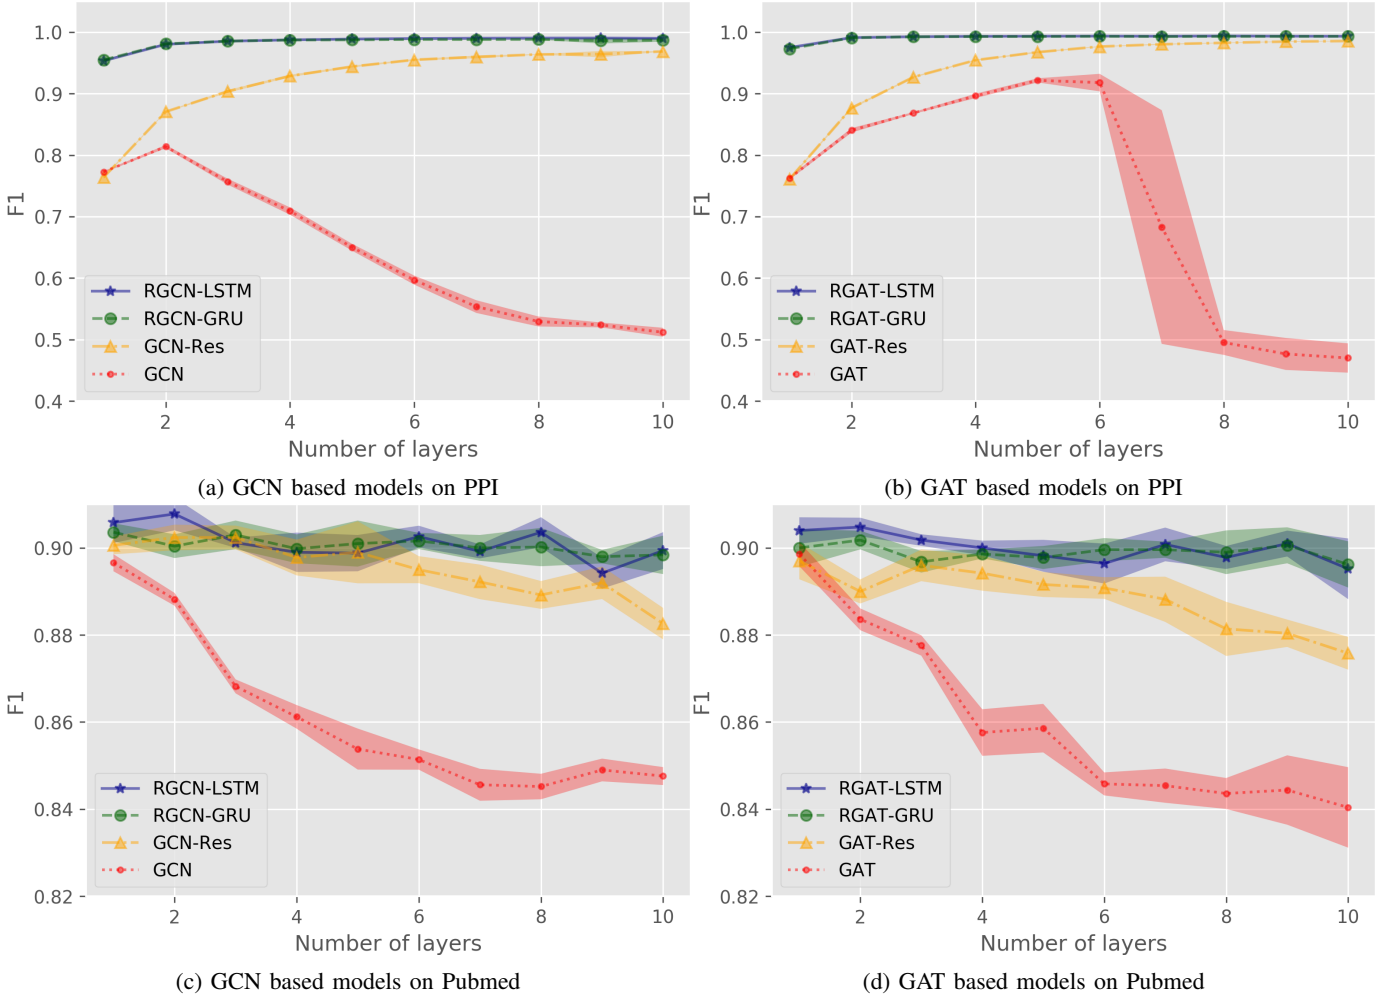 1.0
0.9
0.8
0.7
0.6
0.5
0.4
F1
RGCN-LSTM
RGCN-GRU
GCN-Res
GCN
2 4 6 8 10
Number of layers
(a) GCN based models on PPI
1.0
0.9
0.8
0.7
0.6
0.5
0.4
F1
RGAT-LSTM
RGAT-GRU
GAT-Res
GAT
2 4 6 8 10
Number of layers
(b) GAT based models on PPI
0.90
0.88
0.86
0.84
0.82
F1
RGCN-LSTM
RGCN-GRU
GCN-Res
GCN
2 4 6 8 10
Number of layers
(c) GCN based models on Pubmed
0.90
0.88
0.86
0.84
0.82
F1
RGAT-LSTM
RGAT-GRU
GAT-Res
GAT
2 4 6 8 10
Number of layers
(d) GAT based models on Pubmed